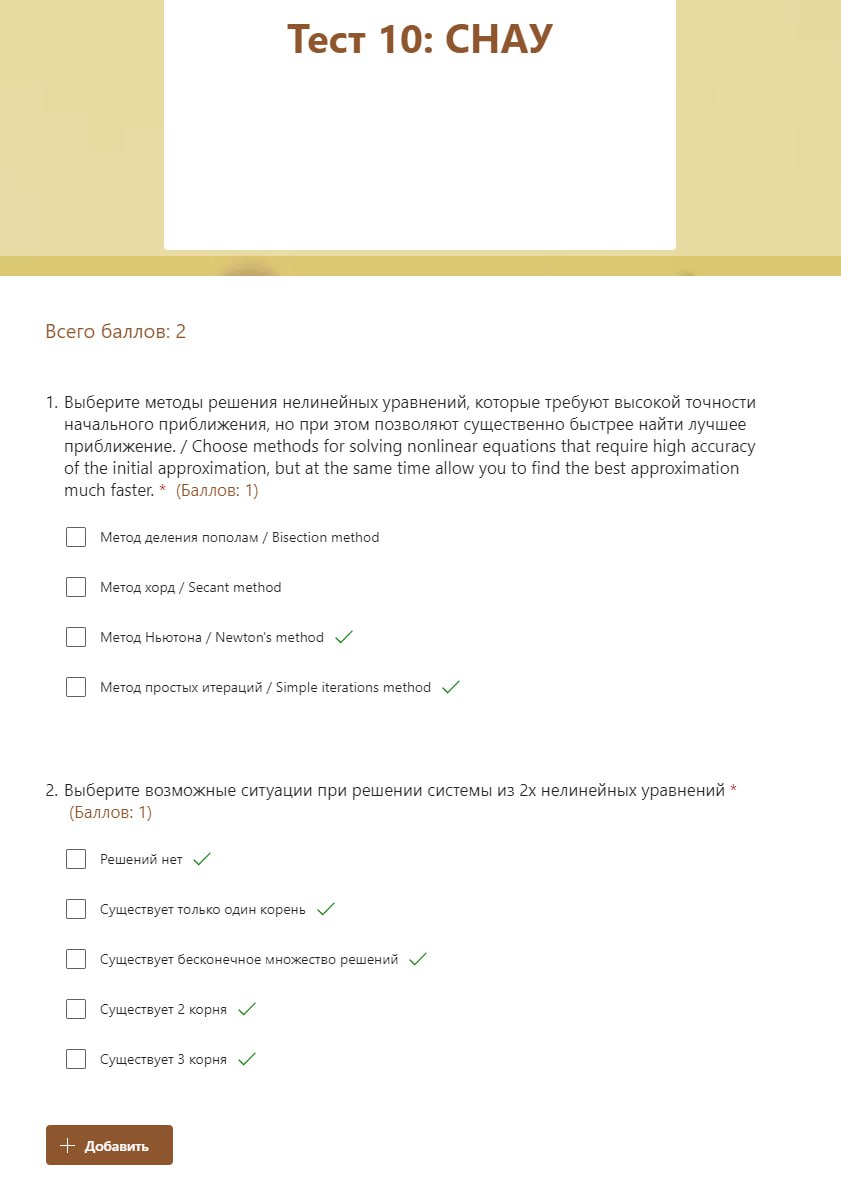 Тест 10: СНАУ
Всего баллов: 2
1. Выберите методы решения нелинейных уравнений, которые требуют высокой точности
начального приближения, но при этом позволяют существенно быстрее найти лучшее
приближение. / Choose methods for solving nonlinear equations that require high accuracy
of the initial approximation, but at the same time allow you to find the best approximation
much faster. * (Баллов: 1)
Метод деления пополам / Bisection method
Метод хорд / Secant method
Метод Ньютона / Newton's method
Метод простых итераций / Simple iterations method
2. Выберите возможные ситуации при решении системы из 2х нелинейных уравнений *
(Баллов: 1)
Решений нет
Существует только один корень
Существует бесконечное множество решений
Существует 2 корня
Существует 3 корня
Добавить